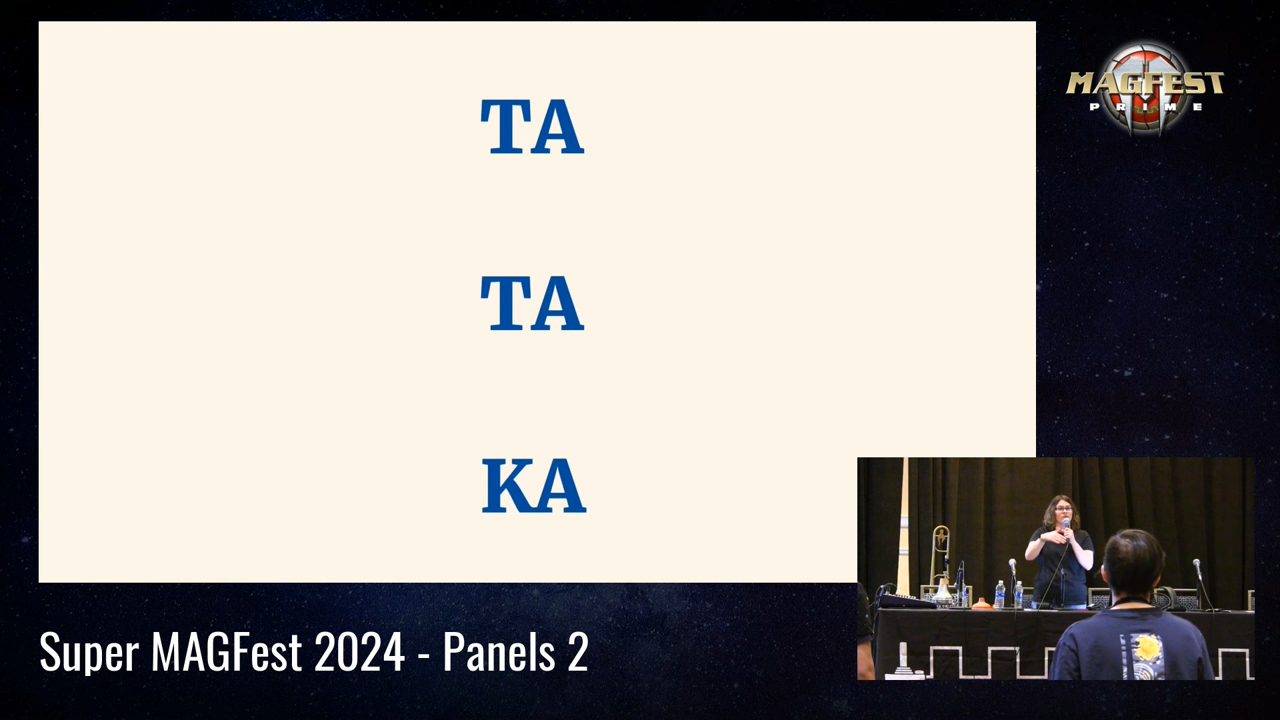 TA
TA
KA
MAGFEST
PRIME
Super MAGFest 2024 - Panels 2